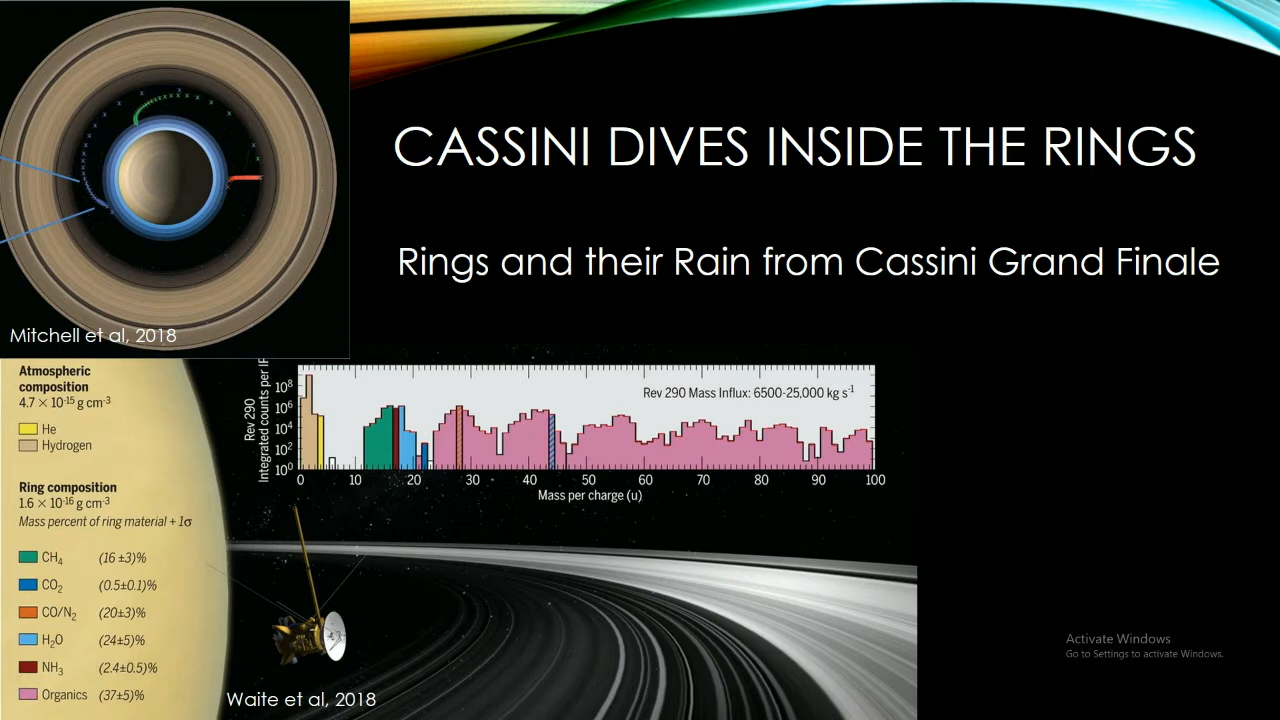 CASSINI DIVES INSIDE THE RINGS
Rings and their Rain from Cassini Grand Finale
Mitchell et al, 2018
Atmospheric
composition
4.7 × 10⁻¹⁵ g cm⁻³
He
Hydrogen
Ring composition
1.6 × 10⁻¹⁶ g cm⁻³
Mass percent of ring material + 1σ
CH₄ (16 ±3)%
CO₂ (0.5±0.1)%
CO/N₂ (20±3)%
H₂O (24±5)%
NH₃ (2.4±0.5)%
Organics (37±5)%
Rev 290
Integrated counts per
10⁸
10⁶
10⁴
10²
10⁰
Rev 290 Mass Influx: 6500-25,000 kg s⁻¹
0 10 20 30 40 50 60 70 80 90 100
Mass per charge (u)
Waite et al, 2018
Activate Windows
Go to Settings to activate Windows.